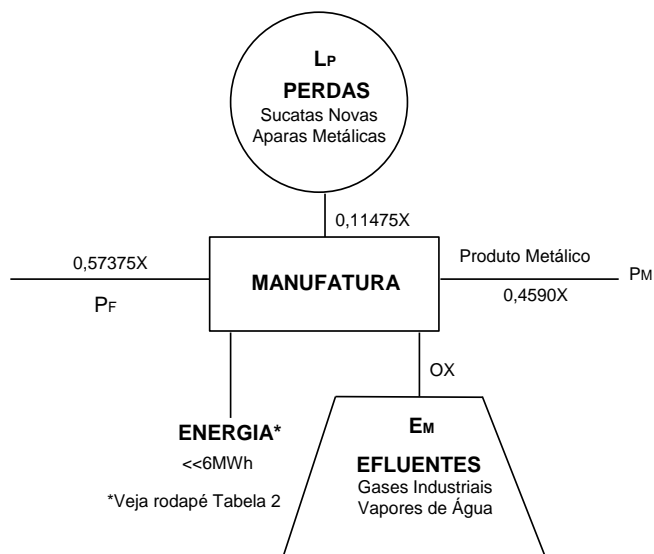 LP
PERDAS
Sucatas Novas
Aparas Metálicas
0,11475X
0,57375X
PF
MANUFATURA
Produto Metálico
0,4590X
PM
OX
ENERGIA*
<<6MWh
*Veja rodapé Tabela 2
EM
EFLUENTES
Gases Industriais
Vapores de Água